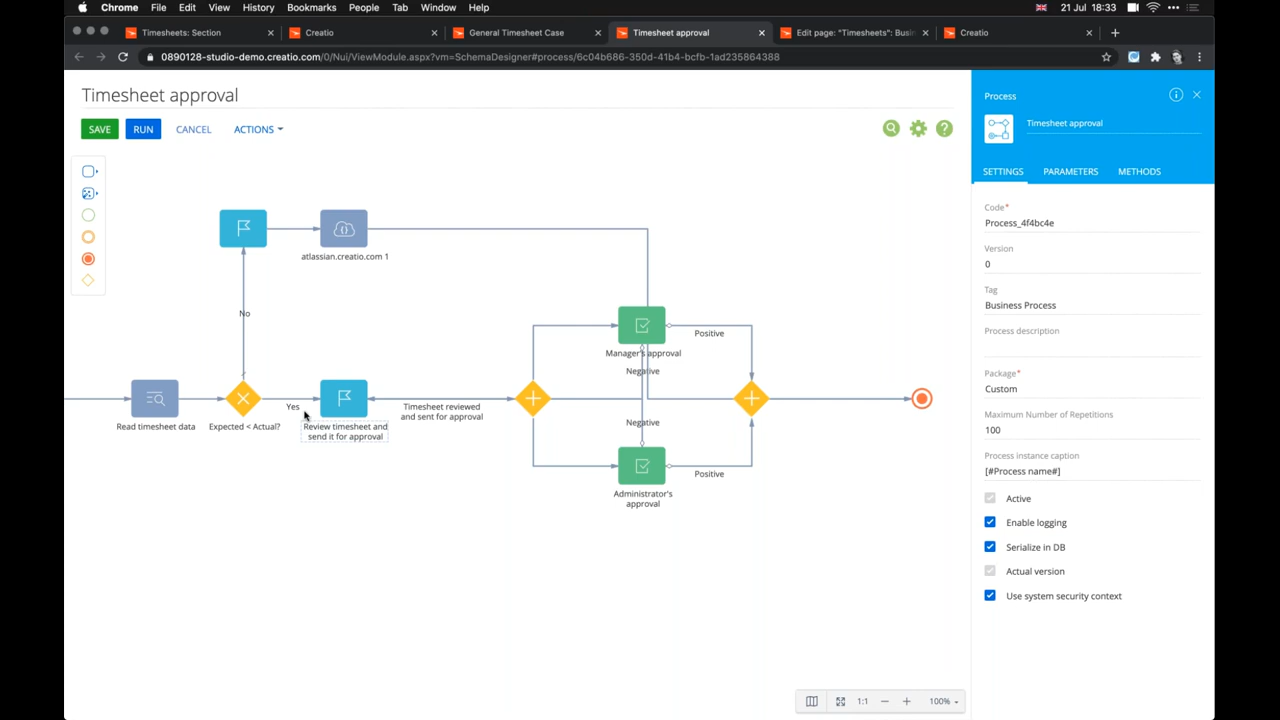 Chrome File Edit View History Bookmarks People Tab Window Help 21 Jul 18:33
Timesheets: Section Creatio General Timesheet Case Timesheet approval Edit page: "Timesheets": Busin Creatio
0890128-studio-demo.creatio.com/0/Nui/ViewModule.aspx?vm=SchemaDesigner#process/6c04b686-350d-41b4-bcfb-1ad235864388
Timesheet approval
SAVE RUN CANCEL ACTIONS
atlassian.creatio.com 1
No
Positive
Manager's approval
Negative
Yes
Timesheet reviewed
and sent for approval
Read timesheet data
Expected < Actual?
Review timesheet and
send it for approval
Negative
Positive
Administrator's
approval
Process
Timesheet approval
SETTINGS PARAMETERS METHODS
Code*
Process_4f4bc4e
Version
0
Tag
Business Process
Process description
Package*
Custom
Maximum Number of Repetitions
100
Process instance caption
[#Process name#]
Active
Enable logging
Serialize in DB
Actual version
Use system security context
1:1 100%